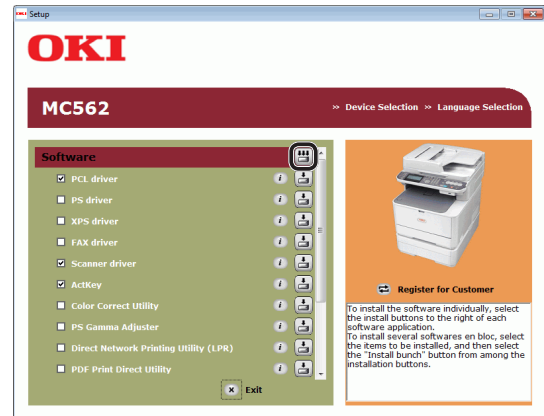 OKI Setup
OKI
MC562
» Device Selection » Language Selection
Software
PCL driver i
PS driver i
XPS driver i
FAX driver i
Scanner driver i
ActKey i
Color Correct Utility i
PS Gamma Adjuster i
Direct Network Printing Utility (LPR) i
PDF Print Direct Utility i
x Exit
Register for Customer
To install the software individually, select
the install buttons to the right of each
software application.
To install several softwares en bloc, select
the items to be installed, and then select
the "Install bunch" button from among the
installation buttons.